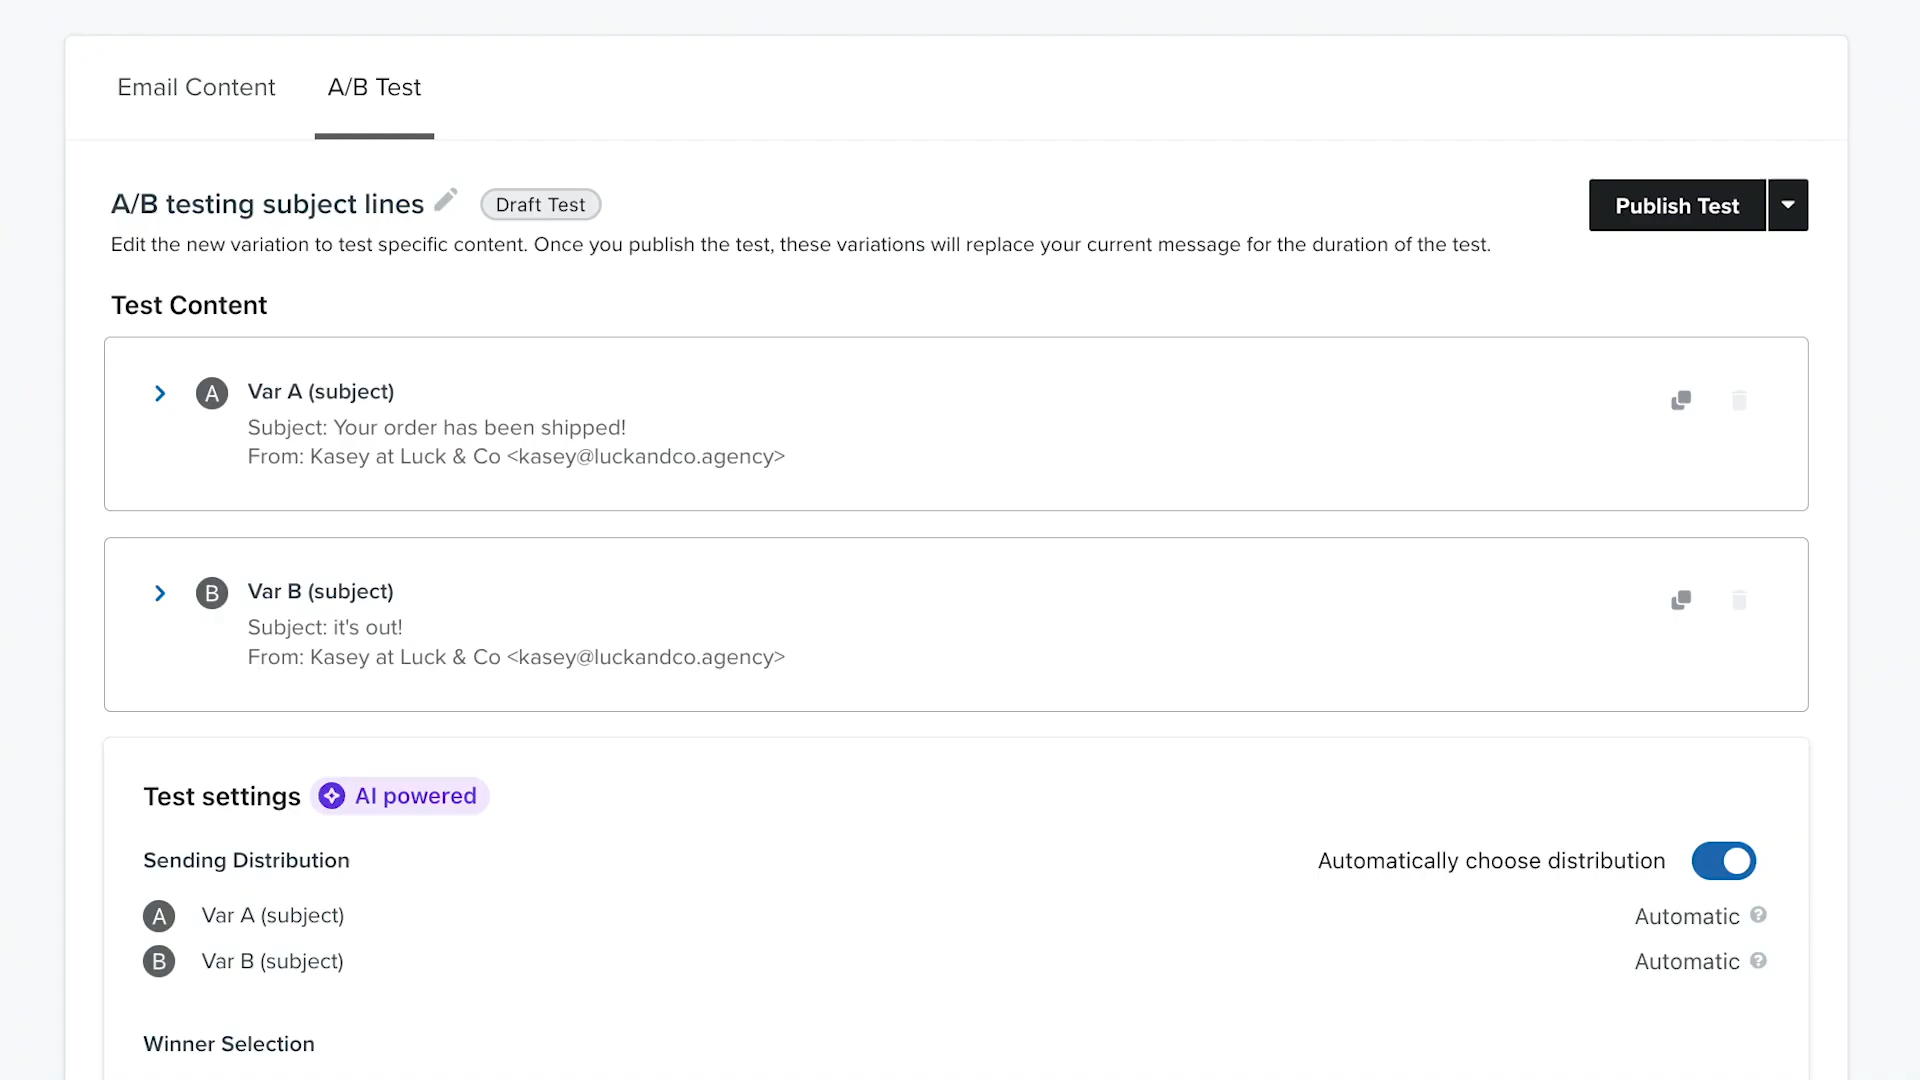 Email Content
A/B Test
A/B testing subject lines
Draft Test
Publish Test
Edit the new variation to test specific content. Once you publish the test, these variations will replace your current message for the duration of the test.
Test Content
A
Var A (subject)
Subject: Your order has been shipped!
From: Kasey at Luck & Co <kasey@luckandco.agency>
B
Var B (subject)
Subject: it's out!
From: Kasey at Luck & Co <kasey@luckandco.agency>
Test settings
AI powered
Sending Distribution
Automatically choose distribution
A
Var A (subject)
Automatic ?
B
Var B (subject)
Automatic ?
Winner Selection